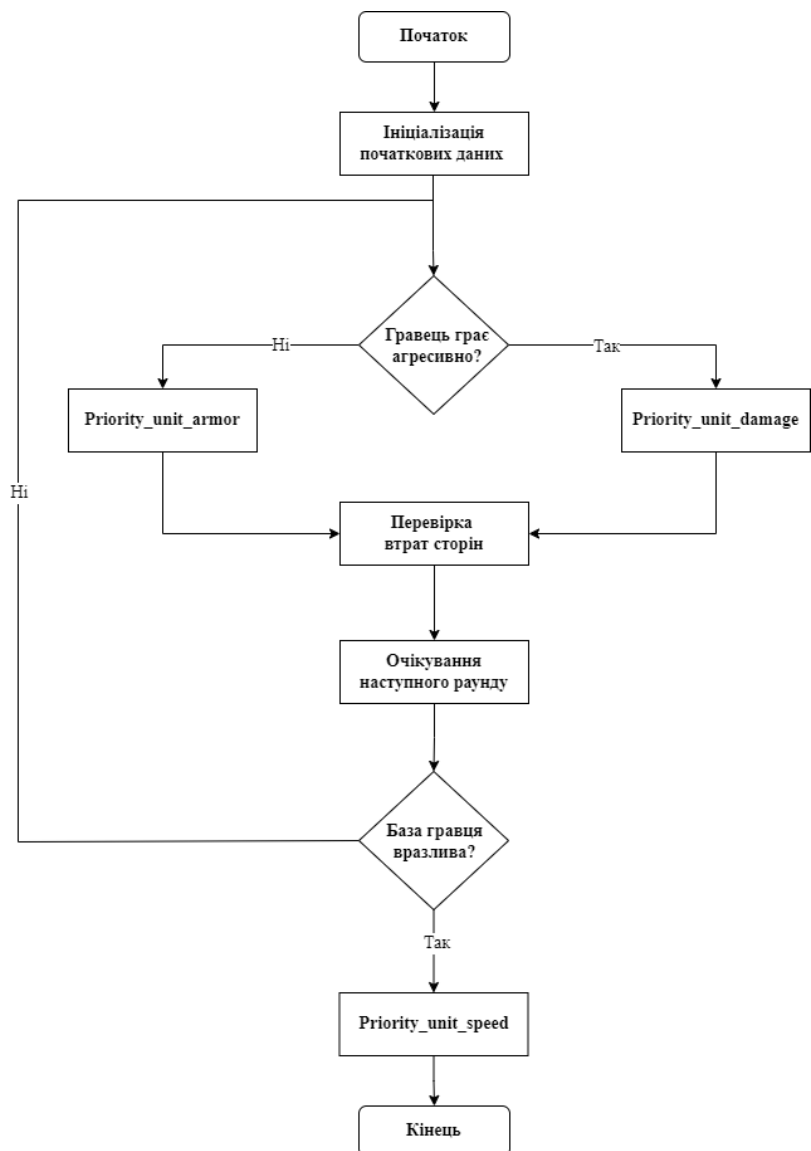 Початок
Ініціалізація
початкових даних
Гравець грає
агресивно?
Ні
Так
Priority_unit_armor
Priority_unit_damage
Ні
Перевірка
втрат сторін
Очікування
наступного раунду
База гравця
вразлива?
Так
Priority_unit_speed
Кінець